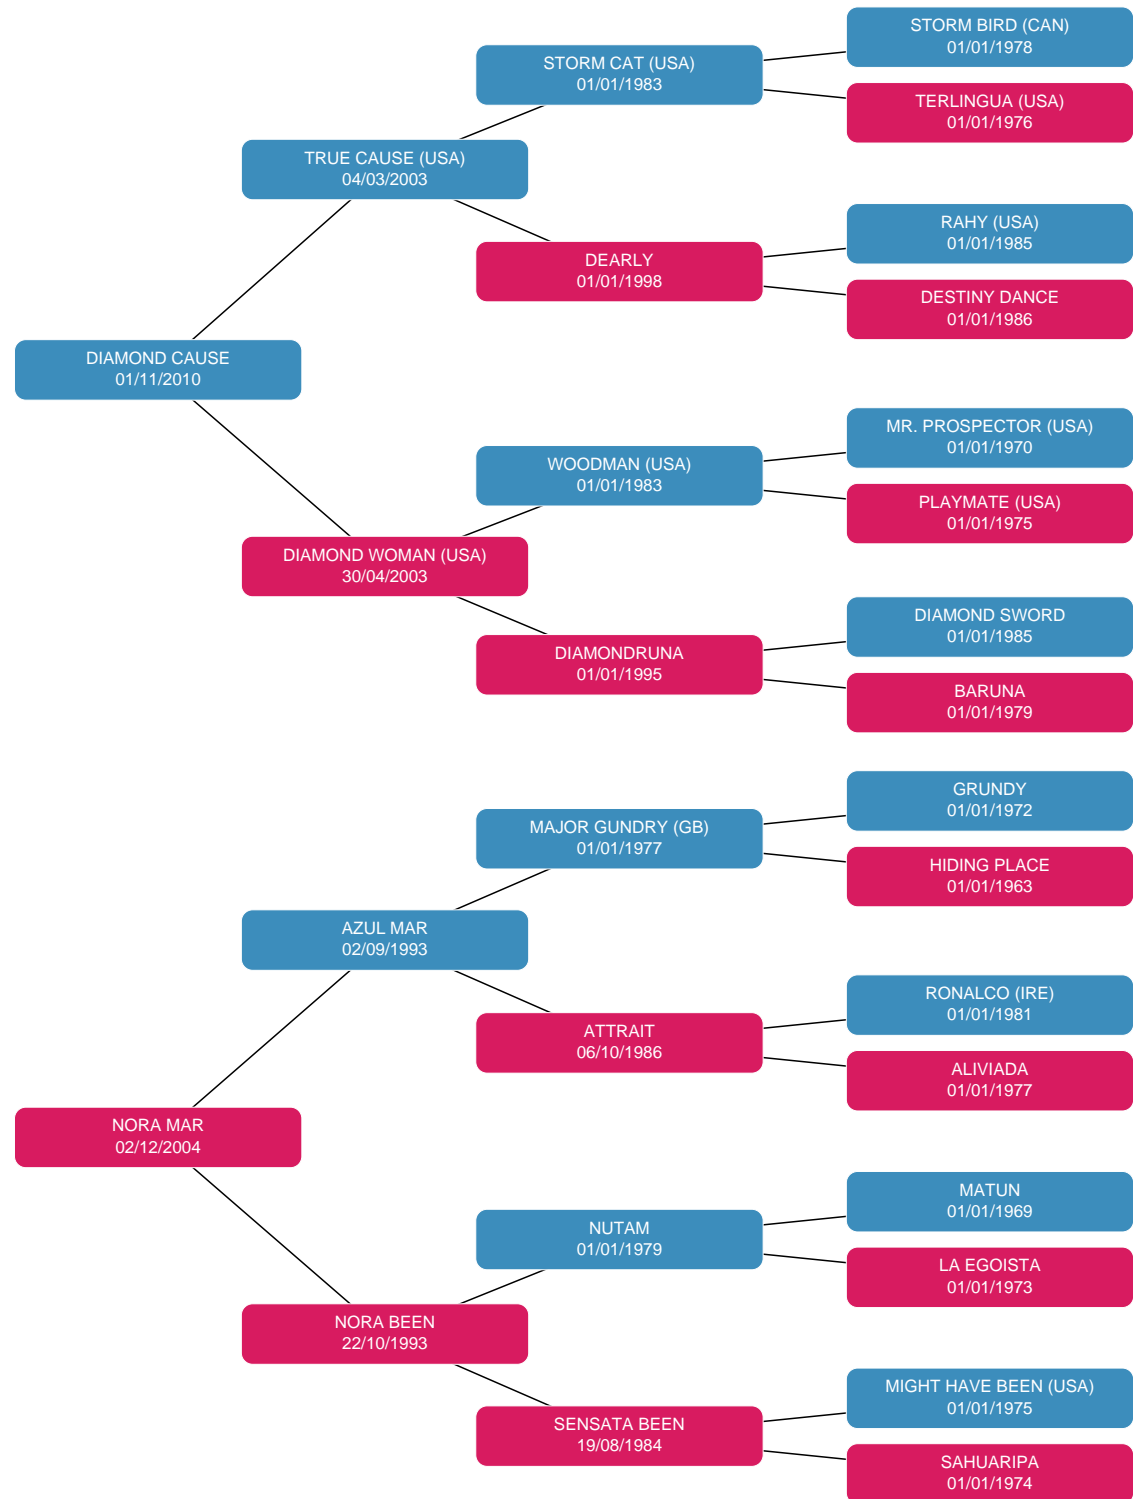 STORM BIRD (CAN)
01/01/1978
STORM CAT (USA)
01/01/1983
TERLINGUA (USA)
01/01/1976
TRUE CAUSE (USA)
04/03/2003
RAHY (USA)
01/01/1985
DEARLY
01/01/1998
DESTINY DANCE
01/01/1986
DIAMOND CAUSE
01/11/2010
MR. PROSPECTOR (USA)
01/01/1970
WOODMAN (USA)
01/01/1983
PLAYMATE (USA)
01/01/1975
DIAMOND WOMAN (USA)
30/04/2003
DIAMOND SWORD
01/01/1985
DIAMONDRUNA
01/01/1995
BARUNA
01/01/1979
GRUNDY
01/01/1972
MAJOR GUNDRY (GB)
01/01/1977
HIDING PLACE
01/01/1963
AZUL MAR
02/09/1993
RONALCO (IRE)
01/01/1981
ATTRAIT
06/10/1986
ALIVIADA
01/01/1977
NORA MAR
02/12/2004
MATUN
01/01/1969
NUTAM
01/01/1979
LA EGOISTA
01/01/1973
NORA BEEN
22/10/1993
MIGHT HAVE BEEN (USA)
01/01/1975
SENSATA BEEN
19/08/1984
SAHUARIPA
01/01/1974